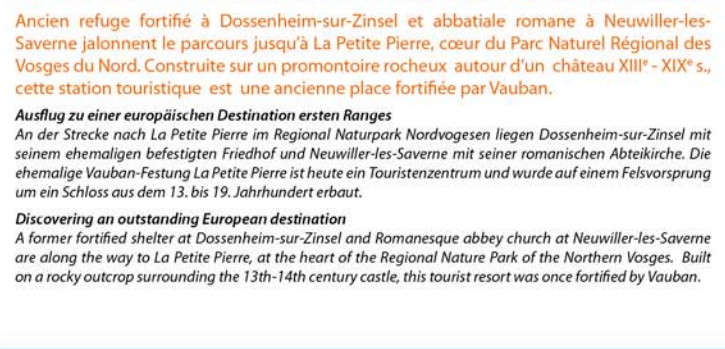 Ancien refuge fortifié à Dossenheim-sur-Zinsel et abbatiale romane à Neuwiller-les-
Saverne jalonnent le parcours jusqu'à La Petite Pierre, cœur du Parc Naturel Régional des
Vosges du Nord. Construite sur un promontoire rocheux autour d'un château XIIIᵉ - XIXᵉ s.,
cette station touristique est une ancienne place fortifiée par Vauban.
Ausflug zu einer europäischen Destination ersten Ranges
An der Strecke nach La Petite Pierre im Regional Naturpark Nordvogesen liegen Dossenheim-sur-Zinsel mit
seinem ehemaligen befestigten Friedhof und Neuwiller-les-Saverne mit seiner romanischen Abteikirche. Die
ehemalige Vauban-Festung La Petite Pierre ist heute ein Touristenzentrum und wurde auf einem Felsvorsprung
um ein Schloss aus dem 13. bis 19. Jahrhundert erbaut.
Discovering an outstanding European destination
A former fortified shelter at Dossenheim-sur-Zinsel and Romanesque abbey church at Neuwiller-les-Saverne
are along the way to La Petite Pierre, at the heart of the Regional Nature Park of the Northern Vosges. Built
on a rocky outcrop surrounding the 13th-14th century castle, this tourist resort was once fortified by Vauban.